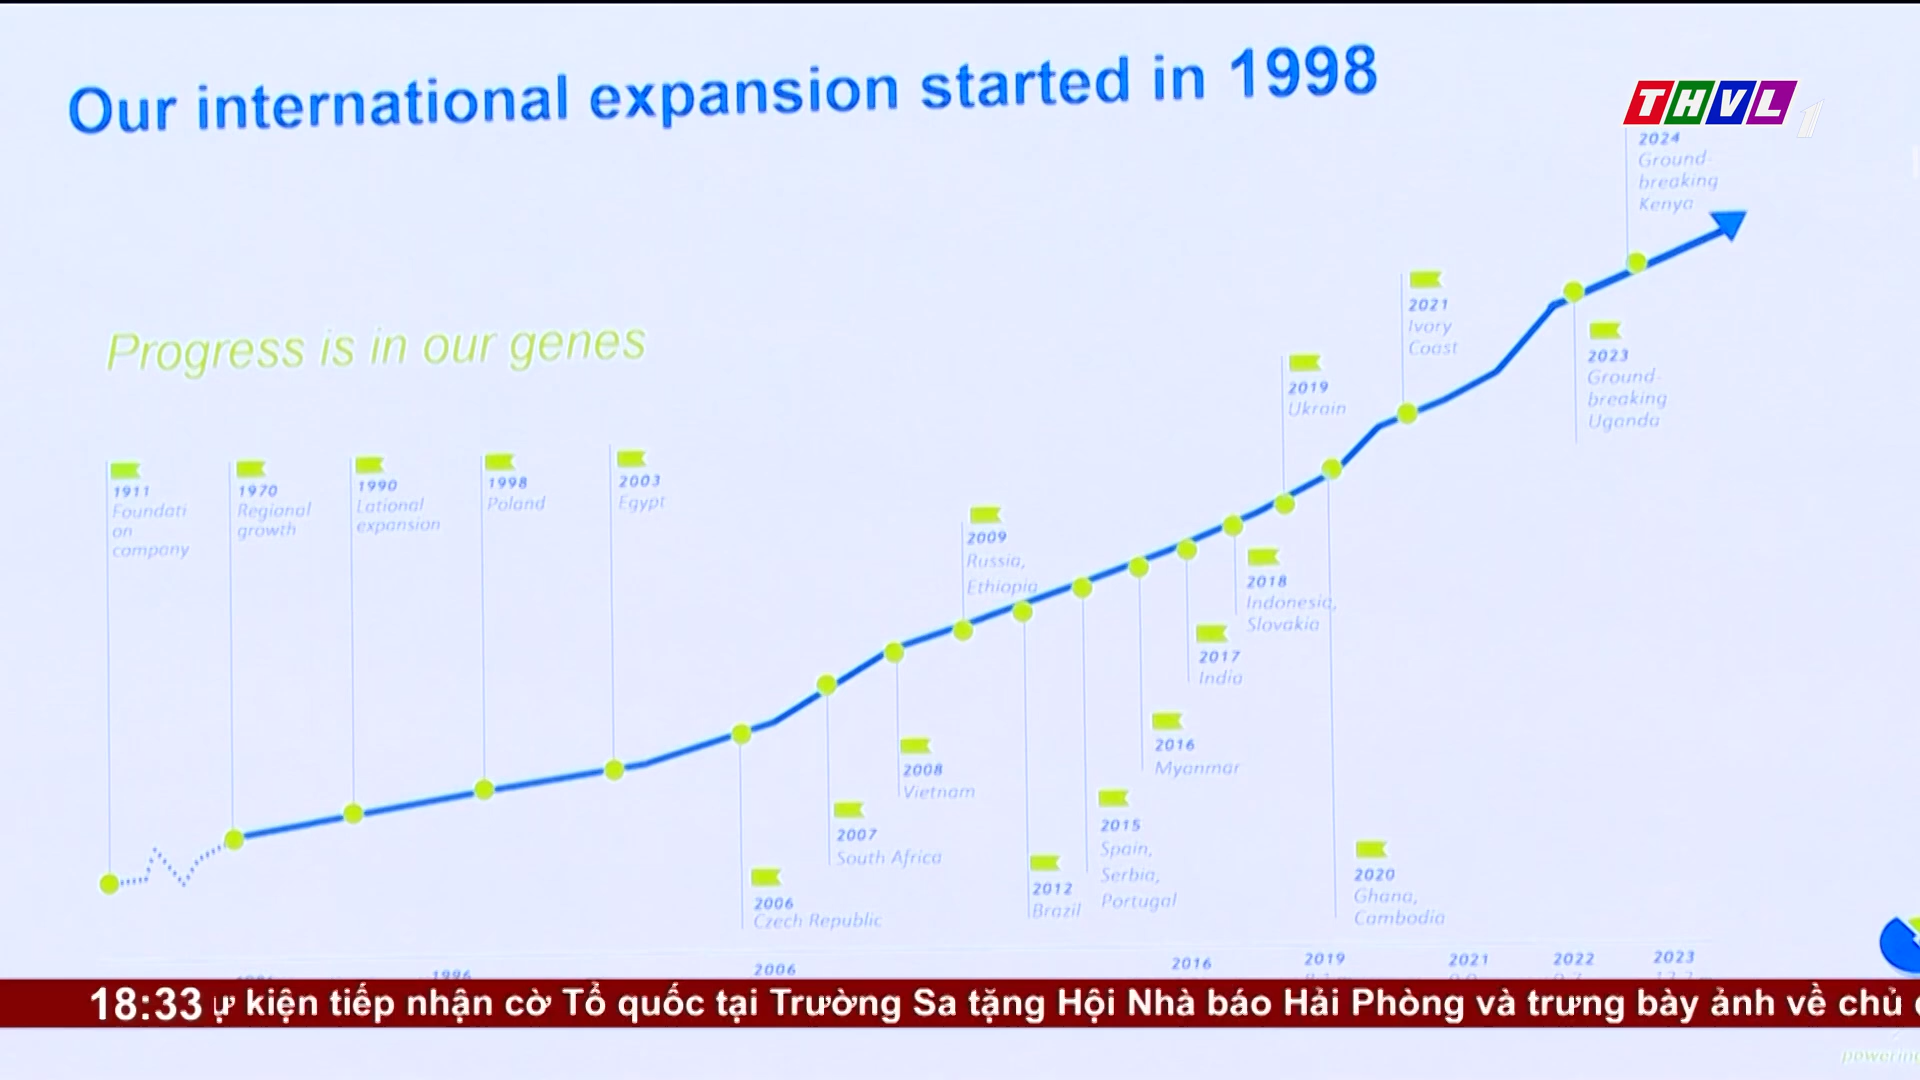 Our international expansion started in 1998
THVL 1
2024
Ground-
breaking
Kenya
Progress is in our genes
2021
Ivory
Coast
2023
Ground-
breaking
Uganda
2019
Ukrain
1911
Foundati
on
company
1970
Regional
growth
1990
Lational
expansion
1998
Poland
2003
Egypt
2009
Russia,
Ethiopia
2018
Indonesia,
Slovakia
2017
India
2016
Myanmar
2008
Vietnam
2015
Spain,
Serbia,
Portugal
2007
South Africa
2012
Brazil
2006
Czech Republic
2020
Ghana,
Cambodia
1996
2006
2016
2019
2021
2022
2023
18:33 ự kiện tiếp nhận cờ Tổ quốc tại Trường Sa tặng Hội Nhà báo Hải Phòng và trưng bày ảnh về chủ